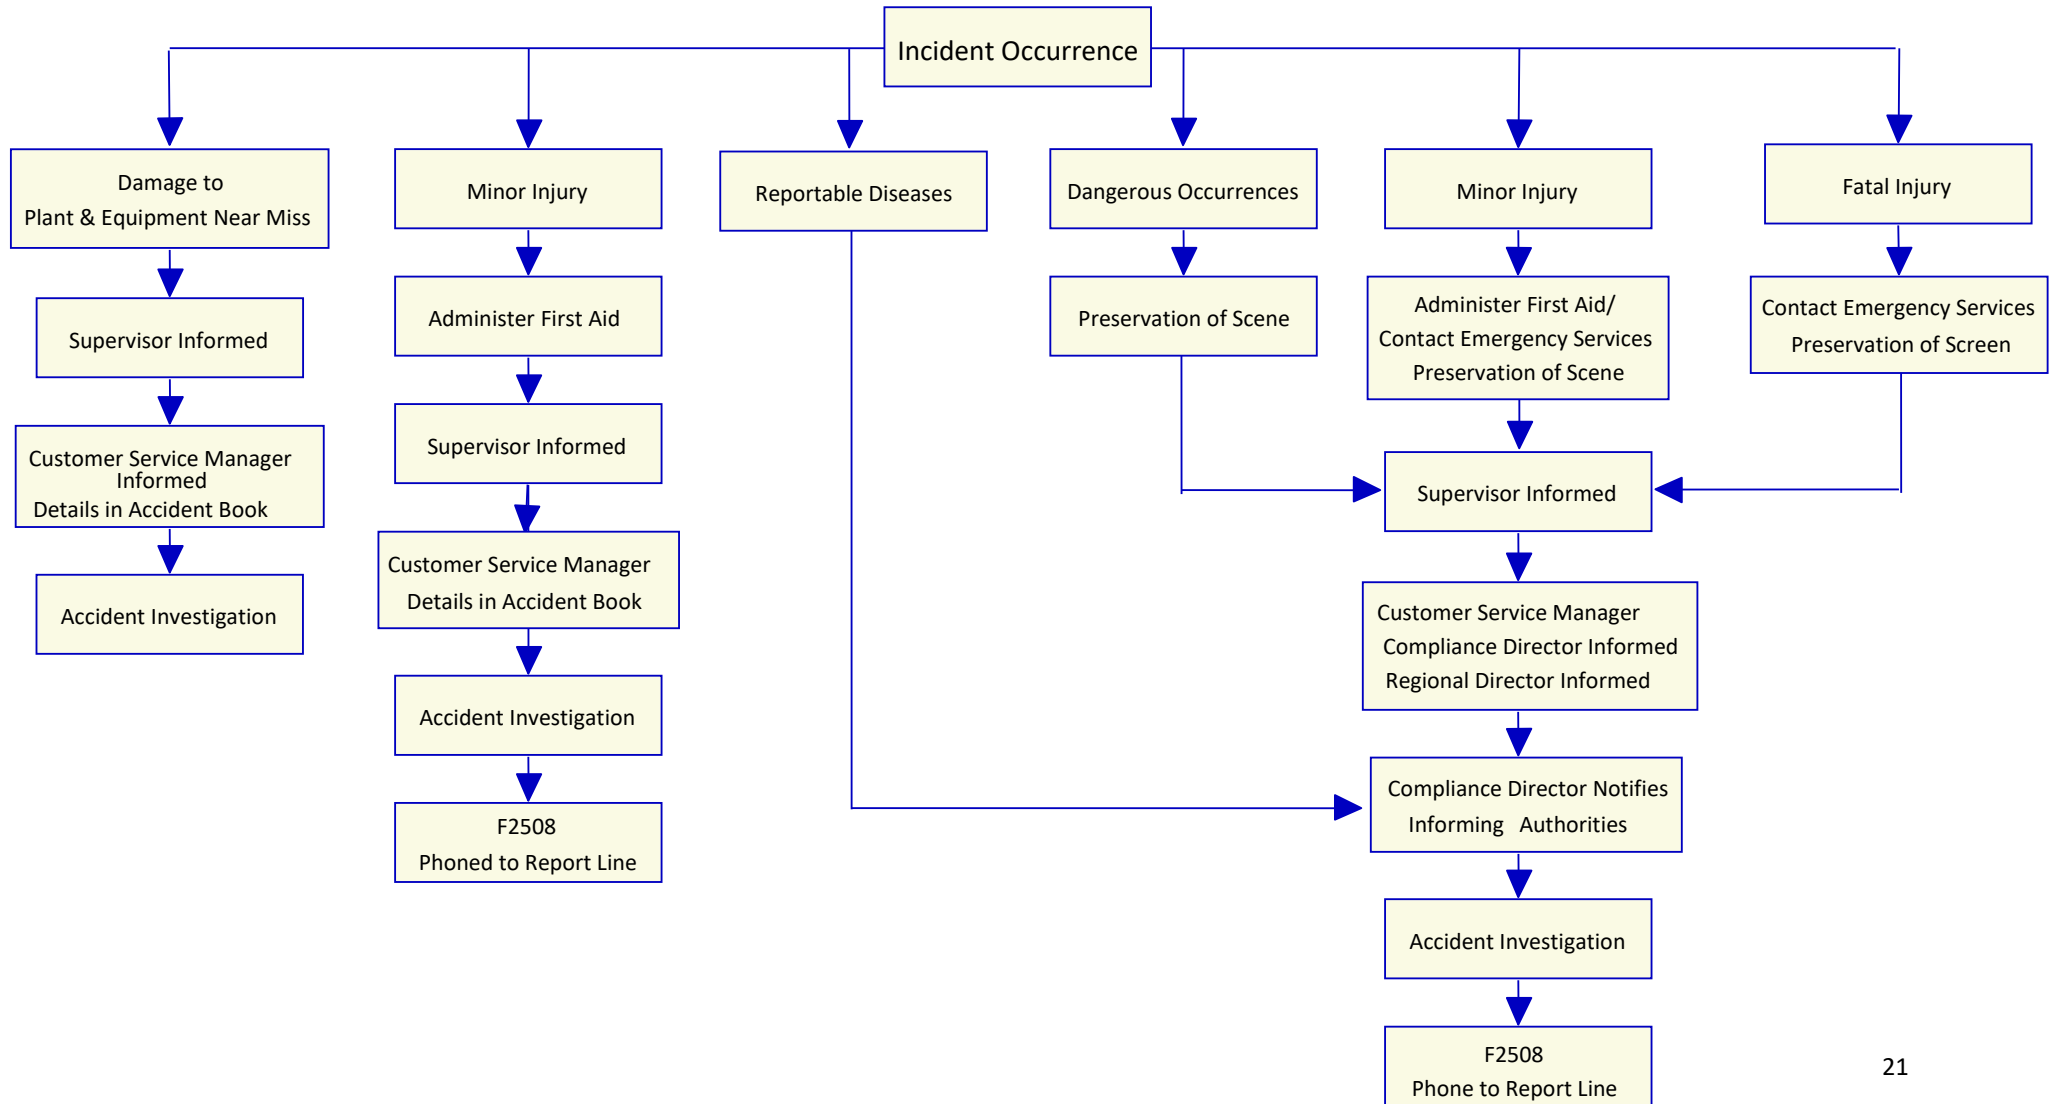 Incident Occurrence
Damage to
Plant & Equipment Near Miss
Minor Injury
Reportable Diseases
Dangerous Occurrences
Minor Injury
Fatal Injury
Supervisor Informed
Administer First Aid
Preservation of Scene
Administer First Aid/
Contact Emergency Services
Preservation of Scene
Contact Emergency Services
Preservation of Screen
Customer Service Manager
Informed
Details in Accident Book
Supervisor Informed
Supervisor Informed
Accident Investigation
Customer Service Manager
Details in Accident Book
Customer Service Manager
Compliance Director Informed
Regional Director Informed
Accident Investigation
Compliance Director Notifies
Informing Authorities
F2508
Phoned to Report Line
Accident Investigation
F2508
Phone to Report Line
21